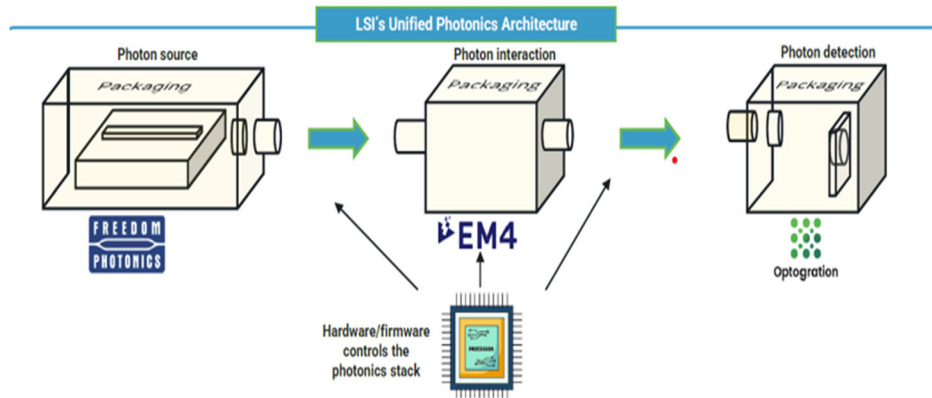 LSI's Unified Photonics Architecture
Photon source
Photon interaction
Photon detection
Packaging
Packaging
Packaging
FREEDOM
PHOTONICS
EM4
Optogration
Hardware/firmware
controls the
photonics stack
PROCESSOR